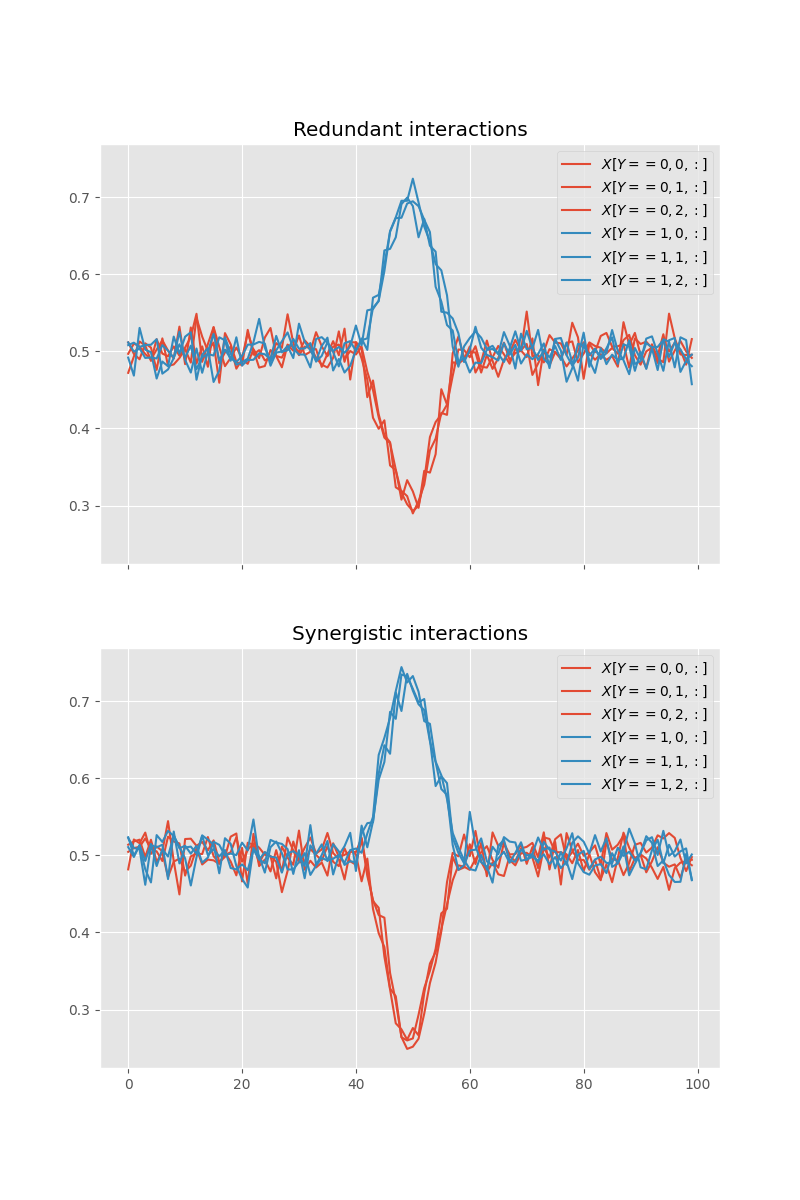 Redundant interactions
X[Y==0,0,:]
X[Y==0,1,:]
X[Y==0,2,:]
X[Y==1,0,:]
X[Y==1,1,:]
X[Y==1,2,:]
0.7
0.6
0.5
0.4
0.3
Synergistic interactions
X[Y==0,0,:]
X[Y==0,1,:]
X[Y==0,2,:]
X[Y==1,0,:]
X[Y==1,1,:]
X[Y==1,2,:]
0.7
0.6
0.5
0.4
0.3
0 20 40 60 80 100